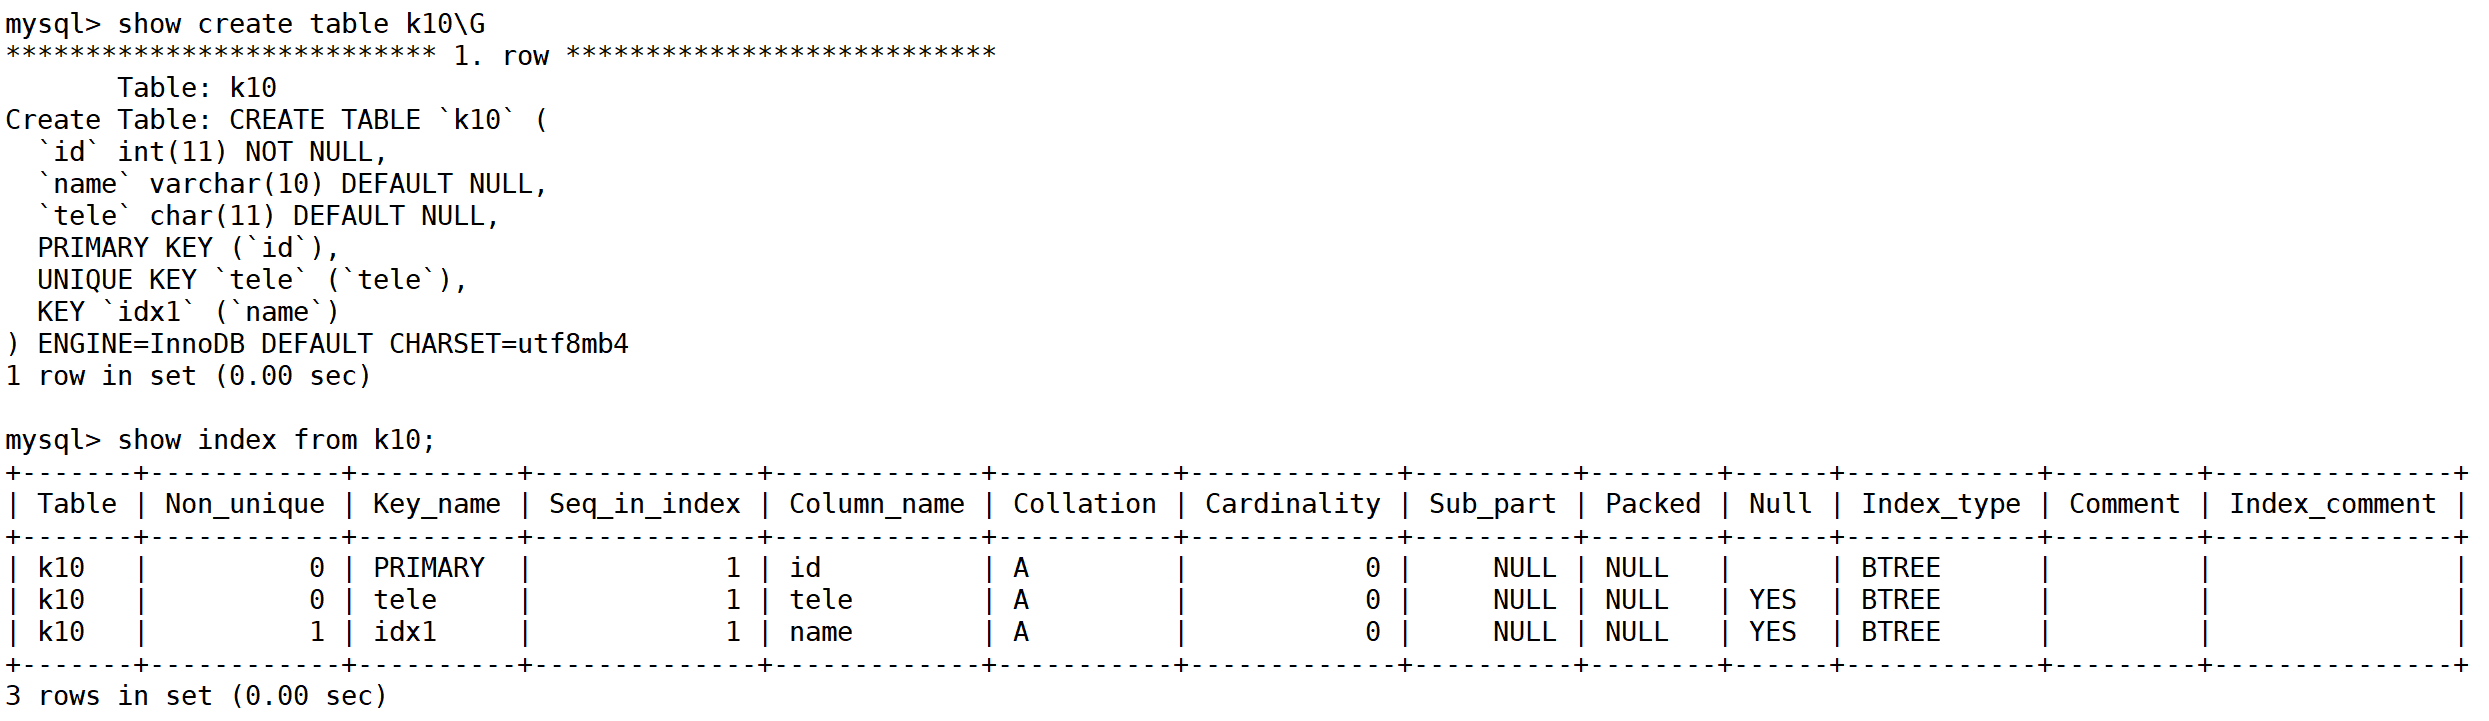 mysql> show create table k10\G
*************************** 1. row ***************************
       Table: k10
Create Table: CREATE TABLE `k10` (
  `id` int(11) NOT NULL,
  `name` varchar(10) DEFAULT NULL,
  `tele` char(11) DEFAULT NULL,
  PRIMARY KEY (`id`),
  UNIQUE KEY `tele` (`tele`),
  KEY `idx1` (`name`)
) ENGINE=InnoDB DEFAULT CHARSET=utf8mb4
1 row in set (0.00 sec)

mysql> show index from k10;
+-------+------------+----------+--------------+-------------+-----------+-------------+----------+--------+------+------------+---------+---------------+
| Table | Non_unique | Key_name | Seq_in_index | Column_name | Collation | Cardinality | Sub_part | Packed | Null | Index_type | Comment | Index_comment |
+-------+------------+----------+--------------+-------------+-----------+-------------+----------+--------+------+------------+---------+---------------+
| k10   |          0 | PRIMARY  |            1 | id          | A         |           0 |     NULL | NULL   |      | BTREE      |         |               |
| k10   |          0 | tele     |            1 | tele        | A         |           0 |     NULL | NULL   | YES  | BTREE      |         |               |
| k10   |          1 | idx1     |            1 | name        | A         |           0 |     NULL | NULL   | YES  | BTREE      |         |               |
+-------+------------+----------+--------------+-------------+-----------+-------------+----------+--------+------+------------+---------+---------------+
3 rows in set (0.00 sec)